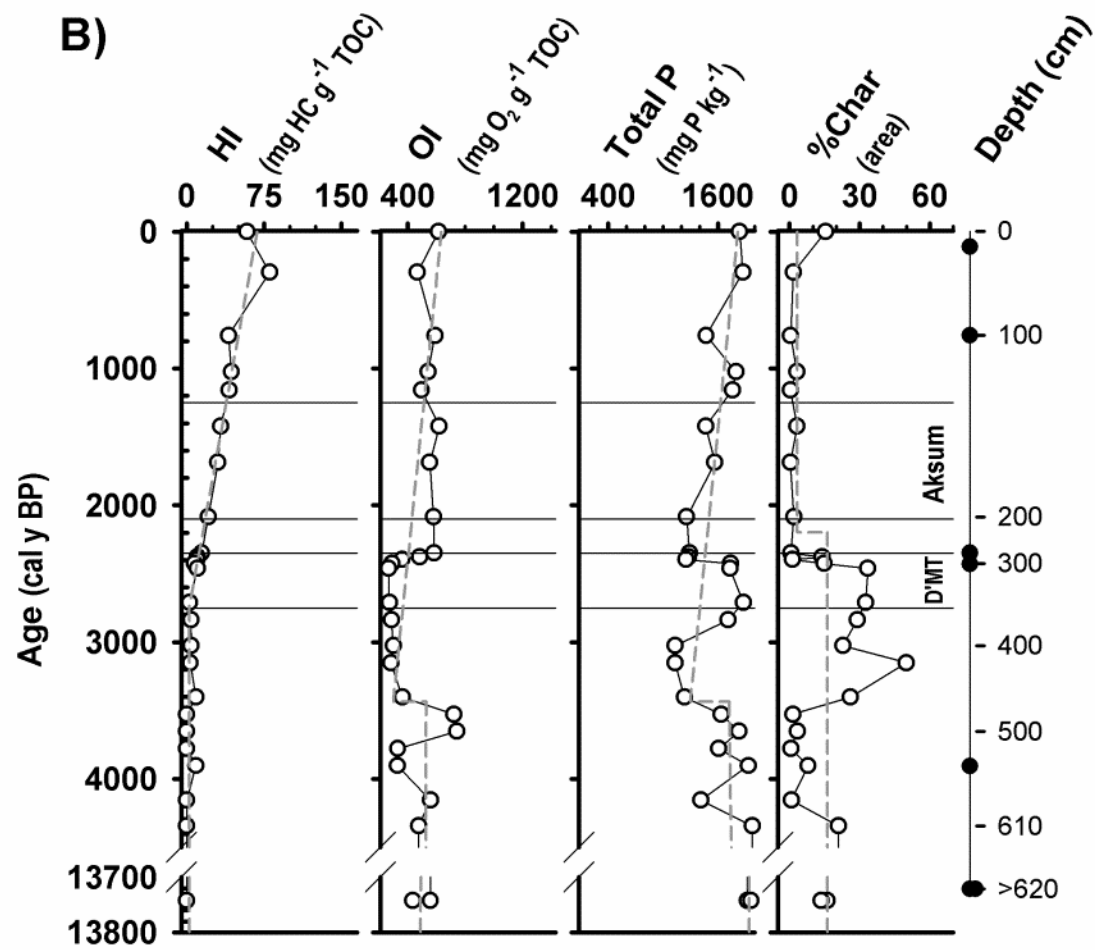 B)
HI
(mg HC g⁻¹ TOC)
OI
(mg O₂ g⁻¹ TOC)
Total P
(mg P kg⁻¹)
%Char
(area)
Depth (cm)
0 75 150
400 1200
400 1600
0 30 60
Age (cal y BP)
0
1000
2000
3000
4000
13700
13800
Aksum
D'MT
0
100
200
300
400
500
610
>620